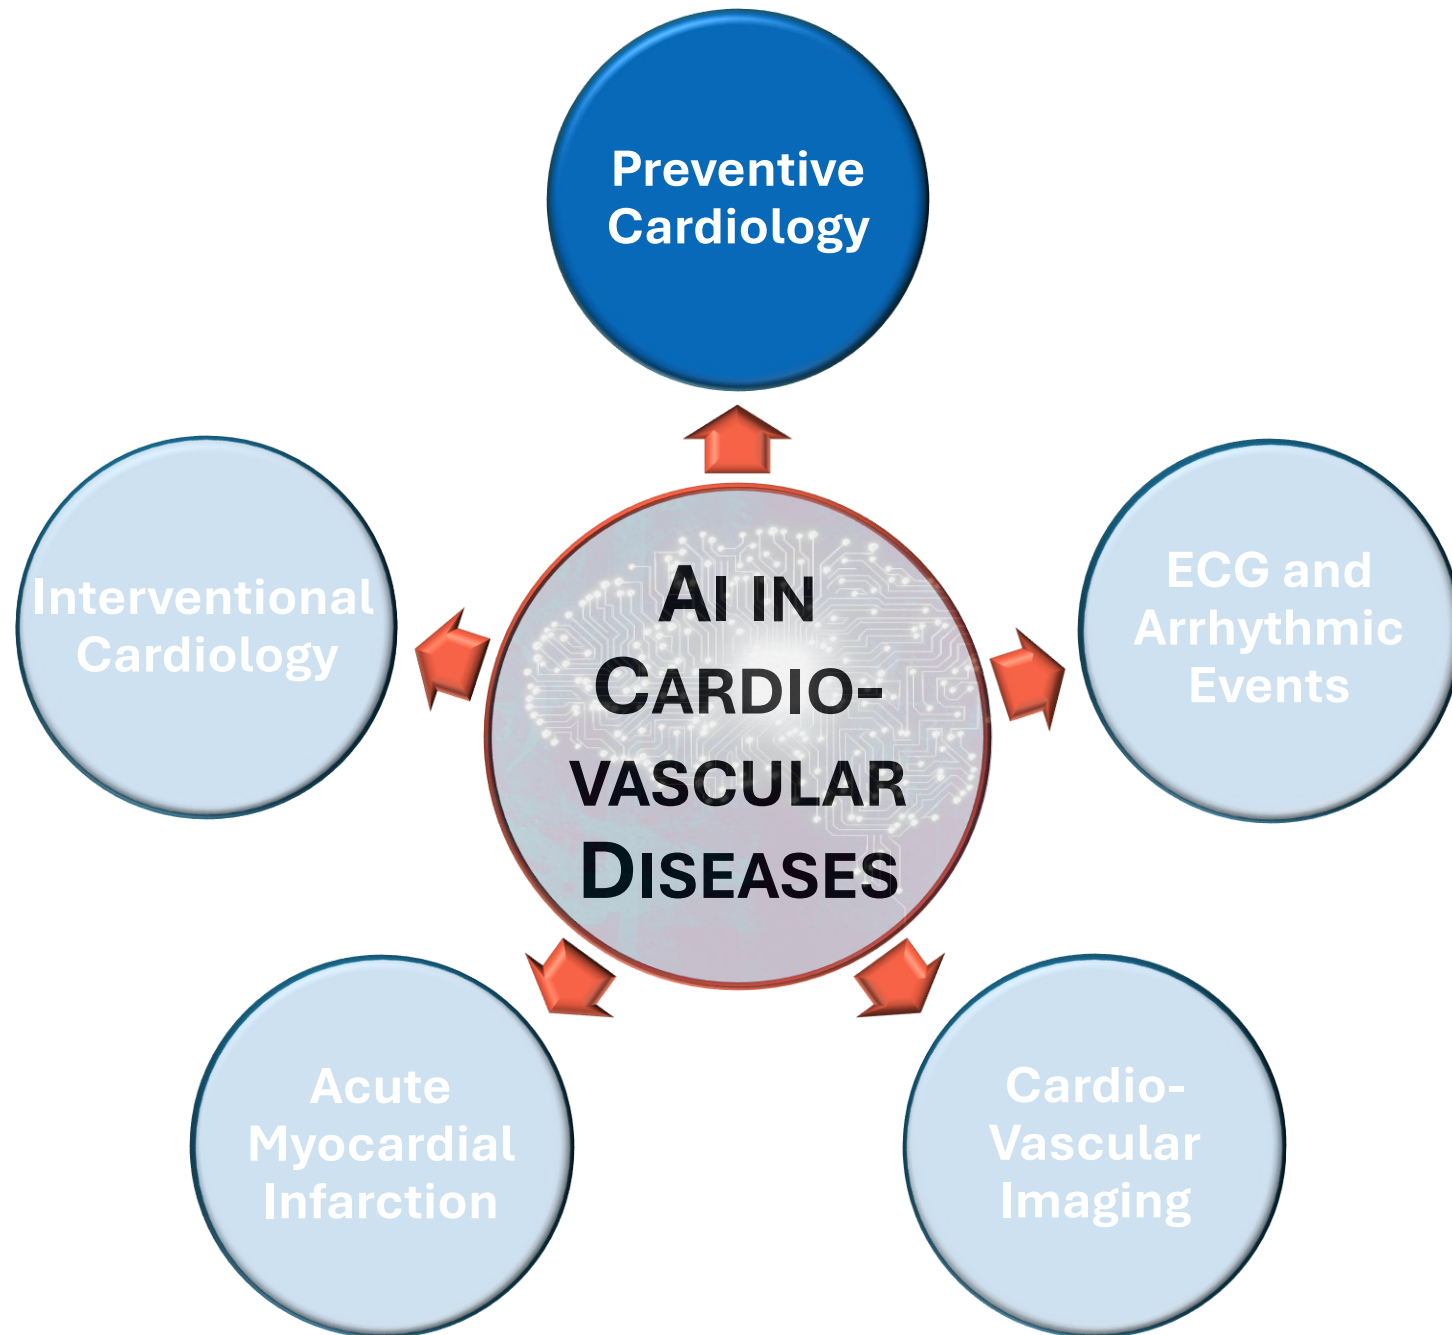 Preventive
Cardiology
Interventional
Cardiology
ECG and
Arrhythmic
Events
AI IN
CARDIO-
VASCULAR
DISEASES
Acute
Myocardial
Infarction
Cardio-
Vascular
Imaging